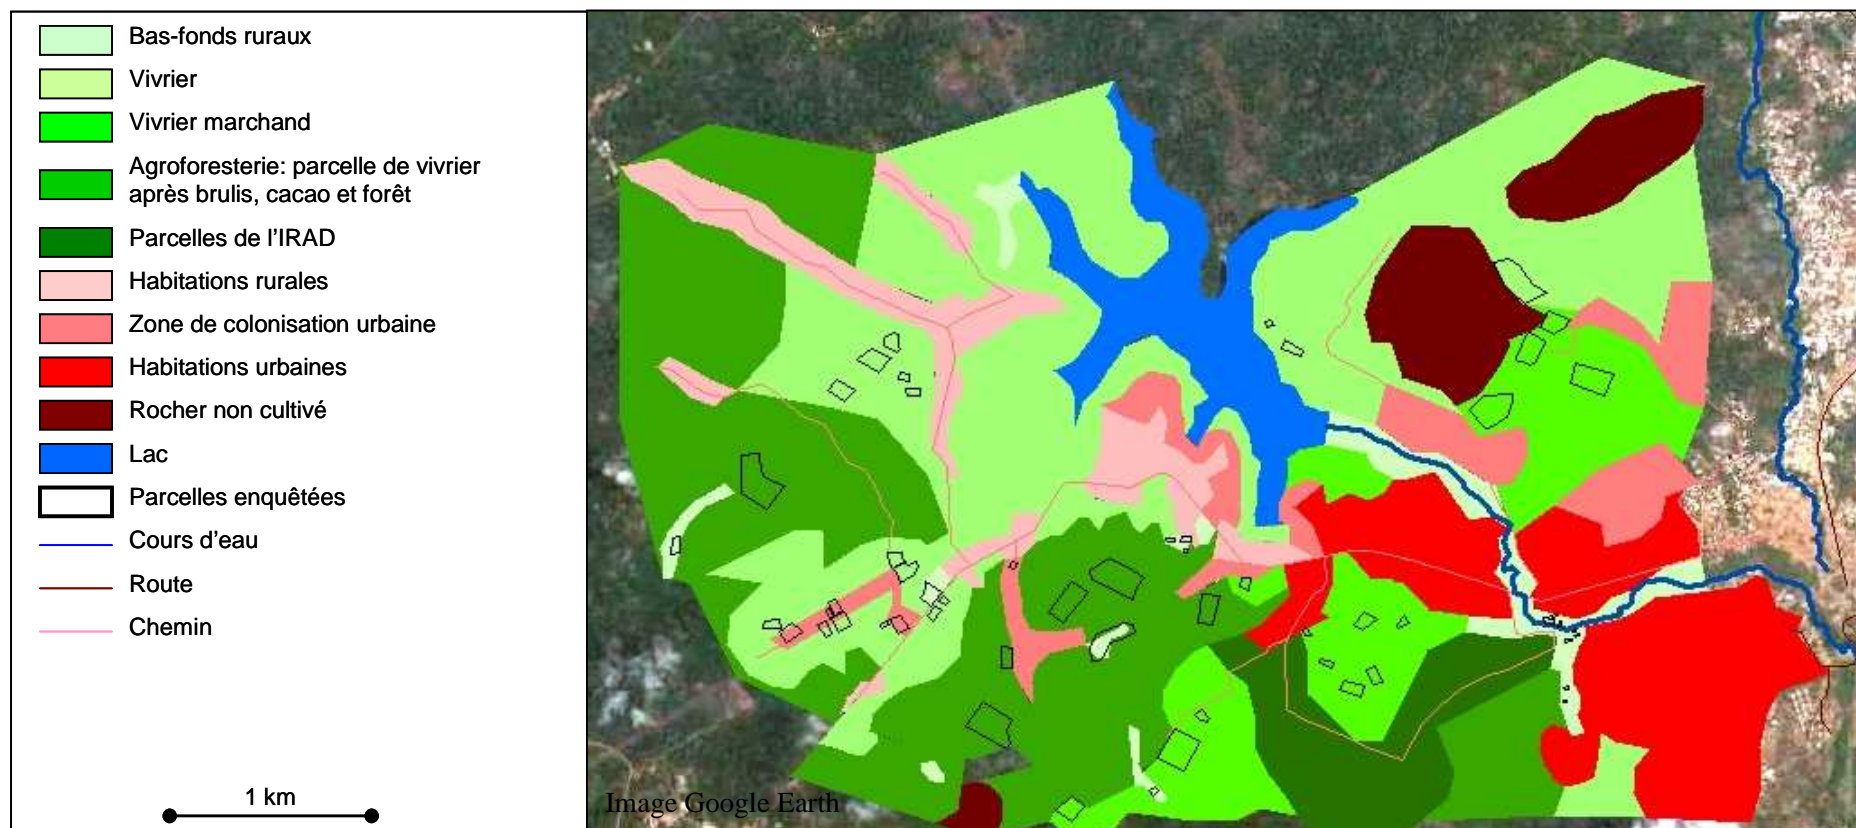 Bas-fonds ruraux
Vivrier
Vivrier marchand
Agroforesterie: parcelle de vivrier
après brulis, cacao et forêt
Parcelles de l'IRAD
Habitations rurales
Zone de colonisation urbaine
Habitations urbaines
Rocher non cultivé
Lac
Parcelles enquêtées
Cours d'eau
Route
Chemin
1 km
Image Google Earth